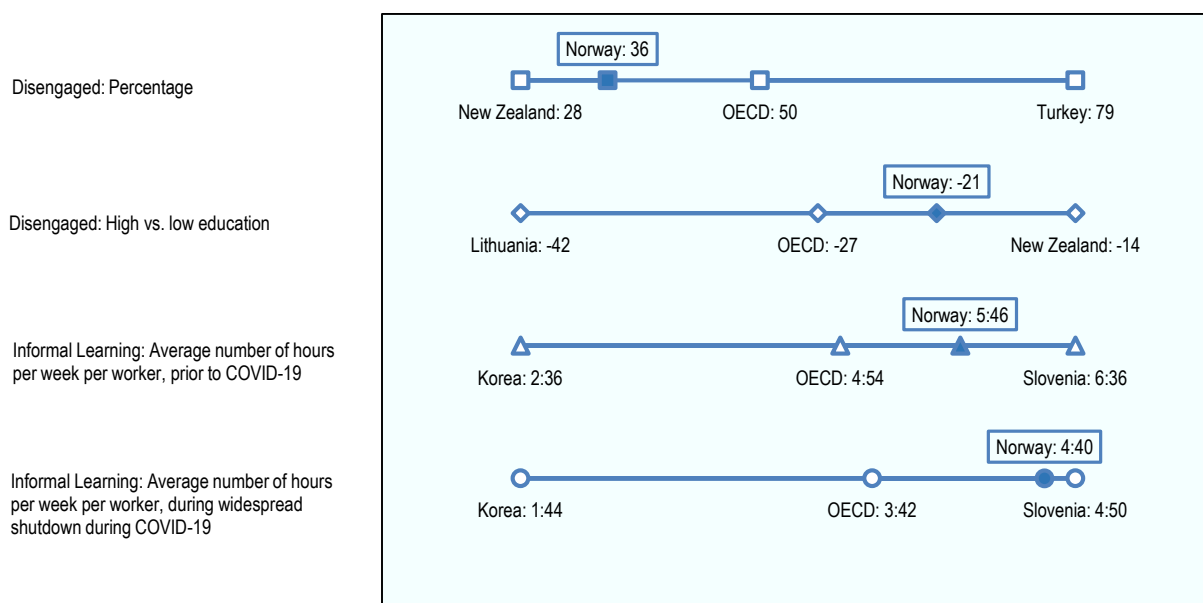 Norway: 36
Disengaged: Percentage
New Zealand: 28
OECD: 50
Turkey: 79
Norway: -21
Disengaged: High vs. low education
Lithuania: -42
OECD: -27
New Zealand: -14
Norway: 5:46
Informal Learning: Average number of hours
per week per worker, prior to COVID-19
Korea: 2:36
OECD: 4:54
Slovenia: 6:36
Norway: 4:40
Informal Learning: Average number of hours
per week per worker, during widespread
shutdown during COVID-19
Korea: 1:44
OECD: 3:42
Slovenia: 4:50